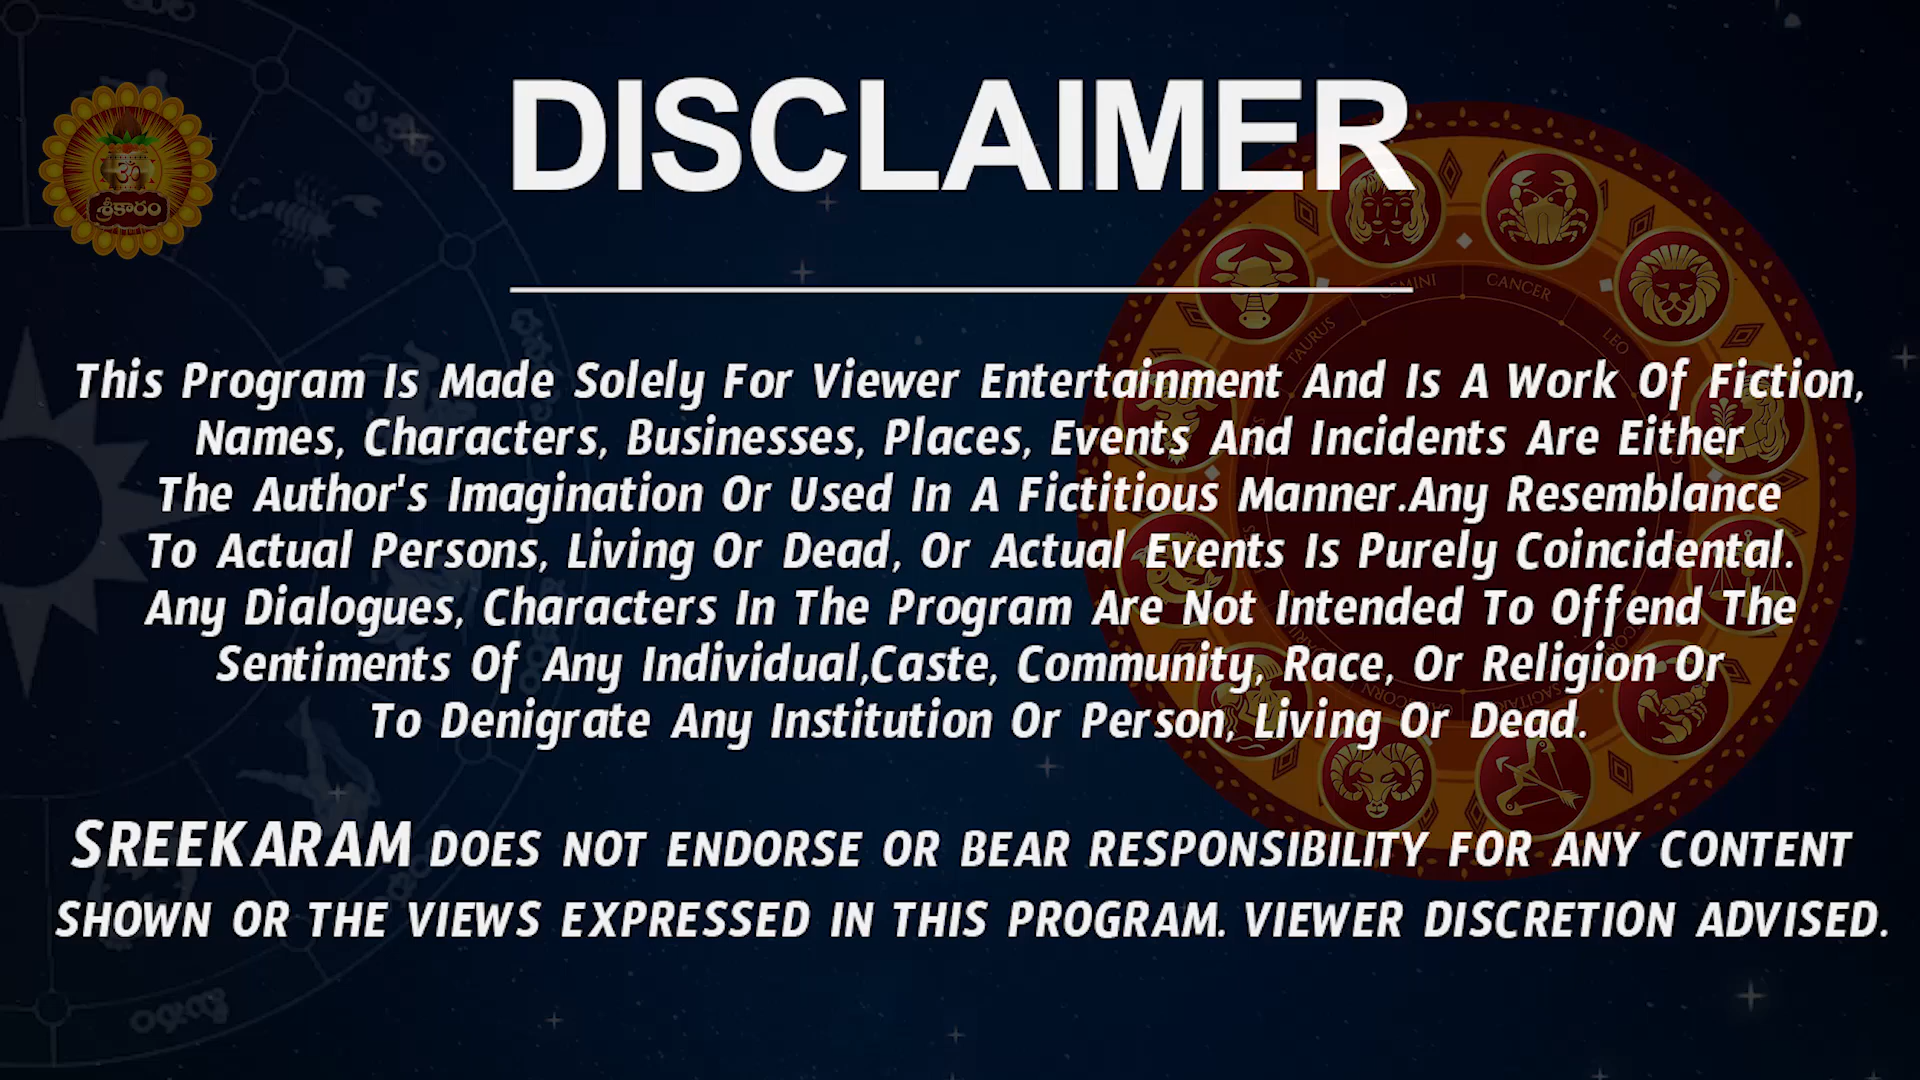 DISCLAIMER
ॐ
శ్రీకారం
GEMINI
CANCER
TAURUS
LEO
This Program Is Made Solely For Viewer Entertainment And Is A Work Of Fiction,
Names, Characters, Businesses, Places, Events And Incidents Are Either
The Author's Imagination Or Used In A Fictitious Manner.Any Resemblance
To Actual Persons, Living Or Dead, Or Actual Events Is Purely Coincidental.
Any Dialogues, Characters In The Program Are Not Intended To Offend The
Sentiments Of Any Individual,Caste, Community, Race, Or Religion Or
To Denigrate Any Institution Or Person, Living Or Dead.
SREEKARAM DOES NOT ENDORSE OR BEAR RESPONSIBILITY FOR ANY CONTENT
SHOWN OR THE VIEWS EXPRESSED IN THIS PROGRAM. VIEWER DISCRETION ADVISED.